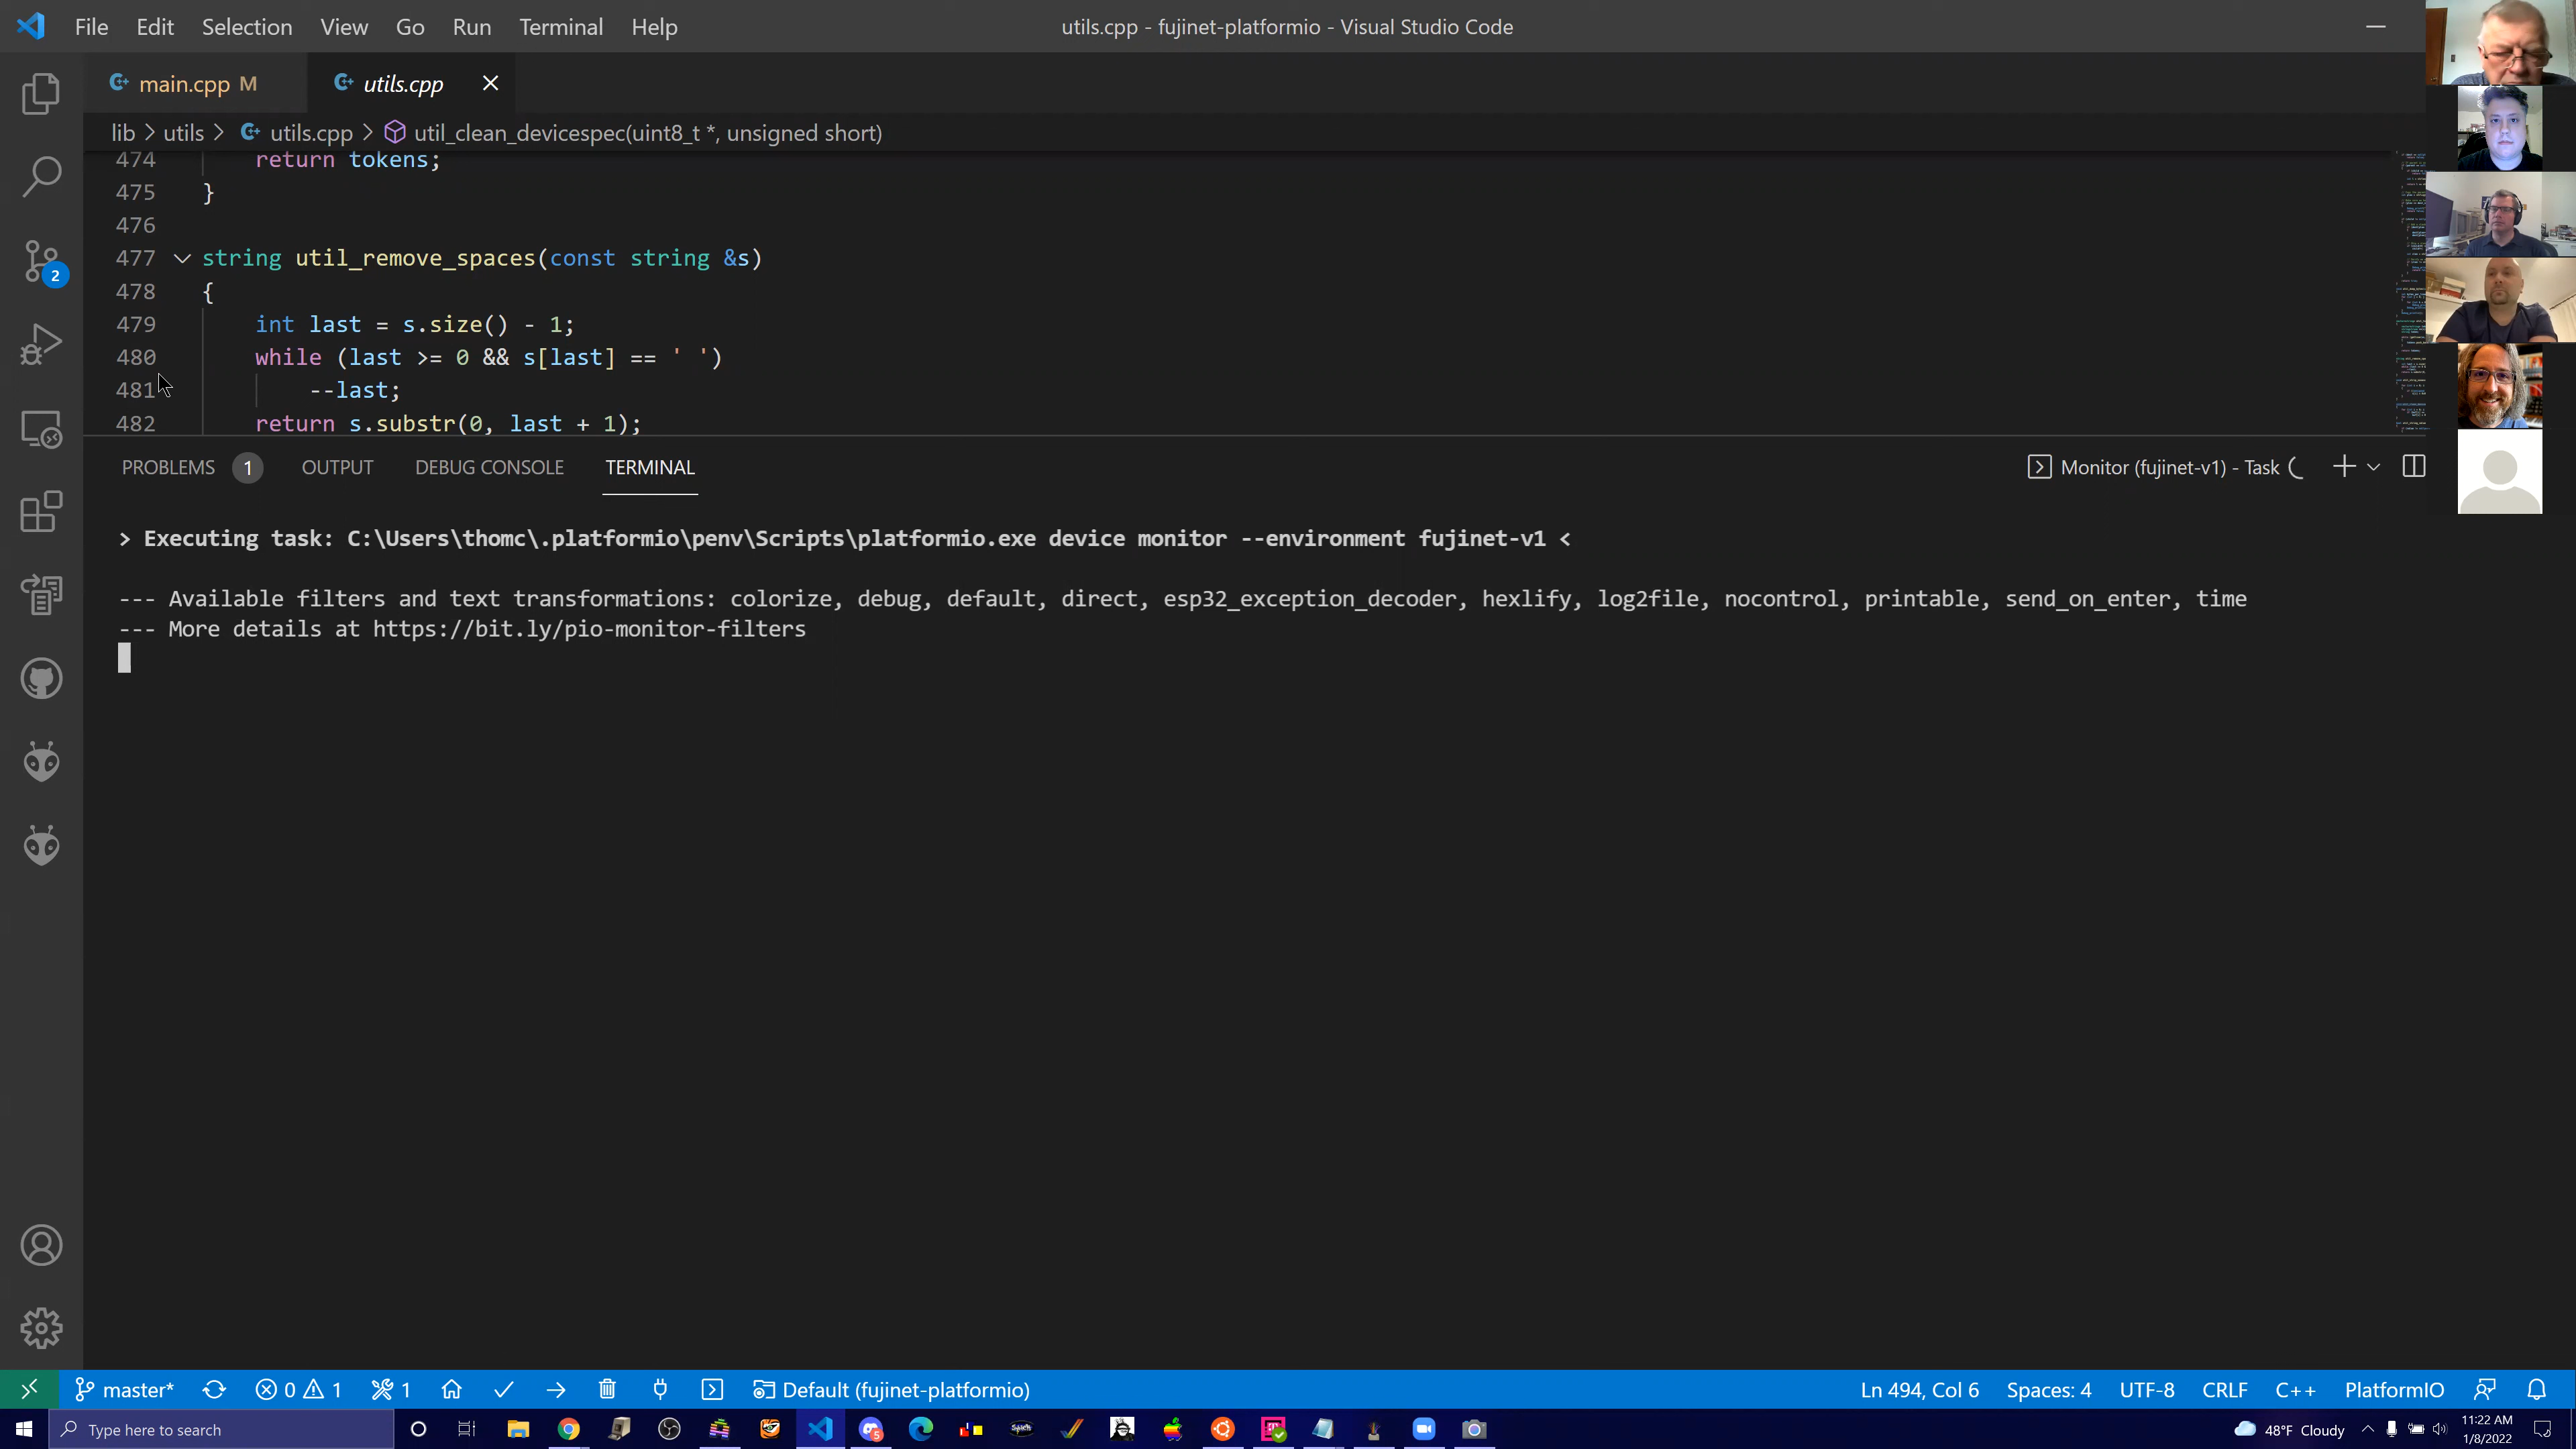 File Edit Selection View Go Run Terminal Help
utils.cpp - fujinet-platformio - Visual Studio Code
main.cpp M
utils.cpp
lib > utils > utils.cpp > util_clean_devicespec(uint8_t *, unsigned short)
474 return tokens;
475 }
476
477 string util_remove_spaces(const string &s)
478 {
479 int last = s.size() - 1;
480 while (last >= 0 && s[last] == ' ')
481 --last;
482 return s.substr(0, last + 1);
2
PROBLEMS 1 OUTPUT DEBUG CONSOLE TERMINAL
Monitor (fujinet-v1) - Task
> Executing task: C:\Users\thomc\.platformio\penv\Scripts\platformio.exe device monitor --environment fujinet-v1 <
--- Available filters and text transformations: colorize, debug, default, direct, esp32_exception_decoder, hexlify, log2file, nocontrol, printable, send_on_enter, time
--- More details at https://bit.ly/pio-monitor-filters
master* 0 1 1 Default (fujinet-platformio)
Ln 494, Col 6 Spaces: 4 UTF-8 CRLF C++ PlatformIO
Type here to search
5
48°F Cloudy
11:22 AM
1/8/2022